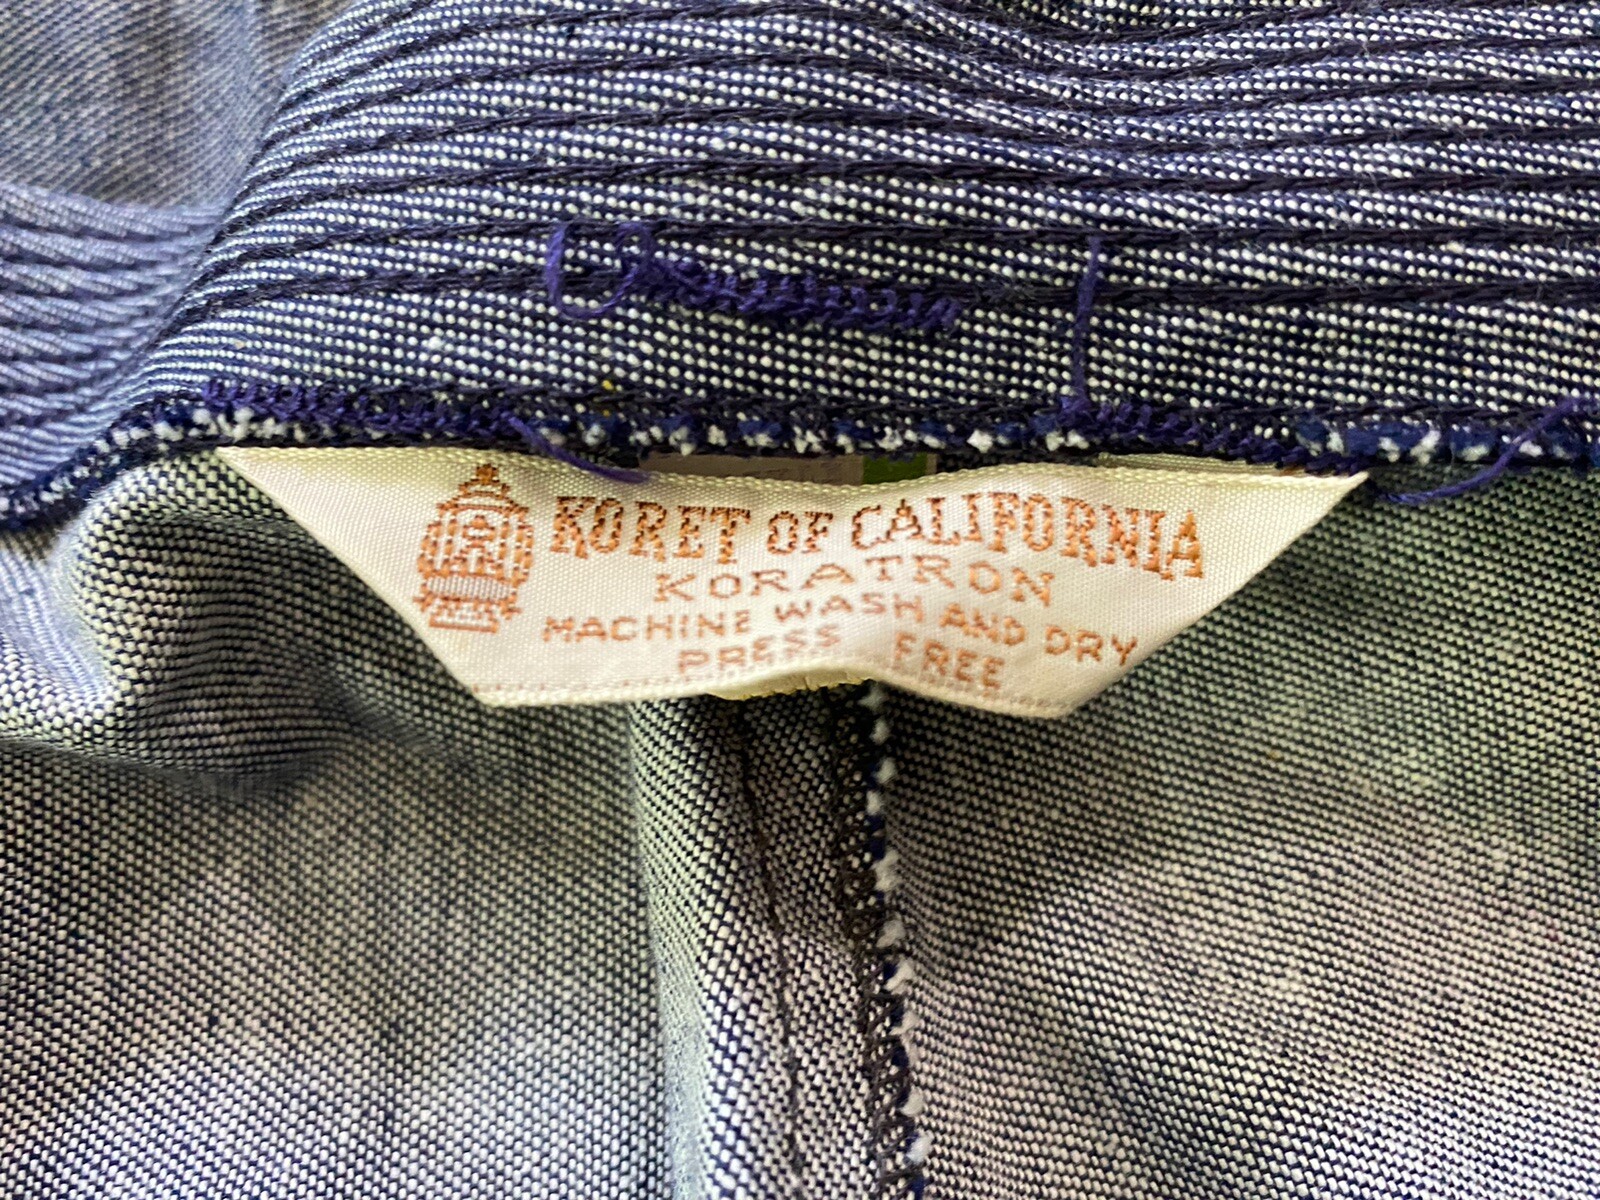 KORET OF CALIFORNIA
KORATRON
MACHINE WASH AND DRY
PRESS FREE